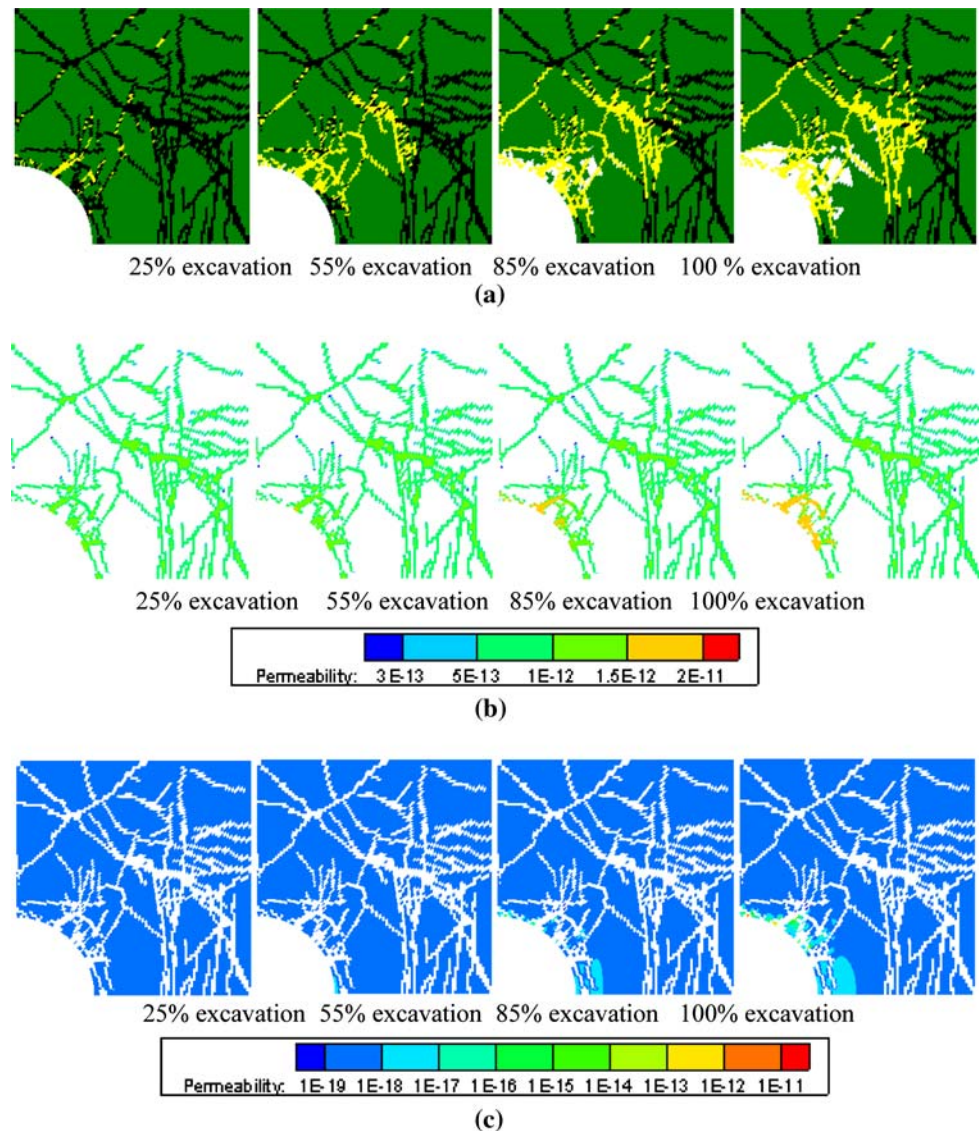 25% excavation 55% excavation 85% excavation 100 % excavation
(a)
25% excavation 55% excavation 85% excavation 100% excavation
Permeability: 3E-13 5E-13 1E-12 1.5E-12 2E-11
(b)
25% excavation 55% excavation 85% excavation 100% excavation
Permeability: 1E-19 1E-18 1E-17 1E-16 1E-15 1E-14 1E-13 1E-12 1E-11
(c)